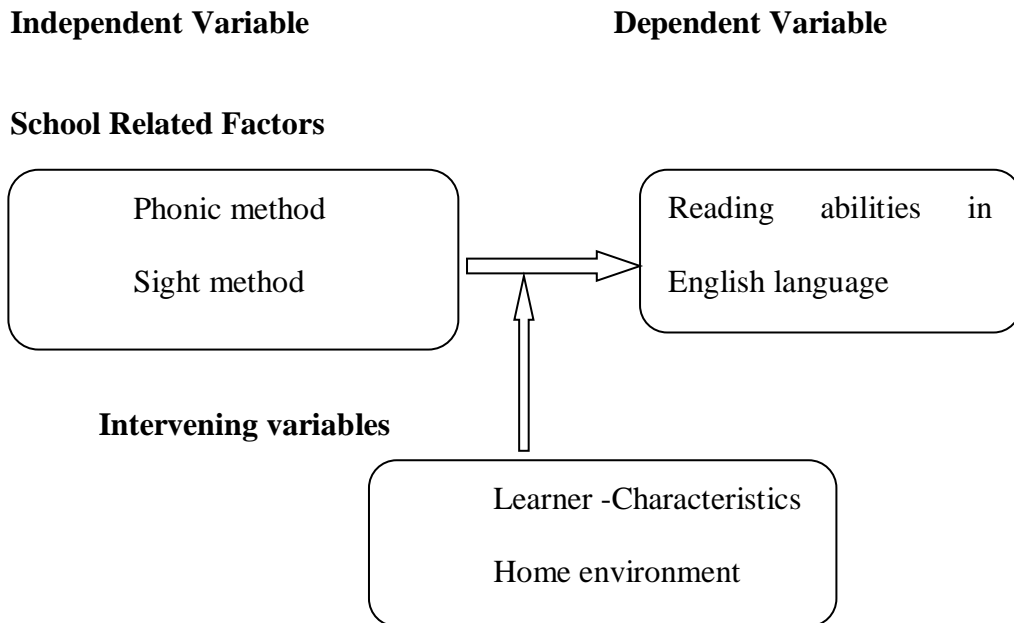 Independent Variable
Dependent Variable
School Related Factors
Phonic method
Sight method
Reading abilities in
English language
Intervening variables
Learner -Characteristics
Home environment